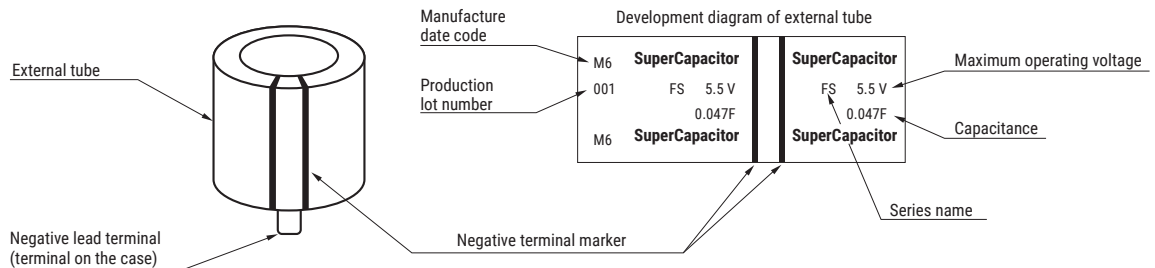 External tube
Negative lead terminal
(terminal on the case)
Manufacture
date code
Production
lot number
Negative terminal marker
Development diagram of external tube
M6 SuperCapacitor
001 FS 5.5 V
0.047F
M6 SuperCapacitor
SuperCapacitor
FS 5.5 V
0.047F
SuperCapacitor
Maximum operating voltage
Capacitance
Series name